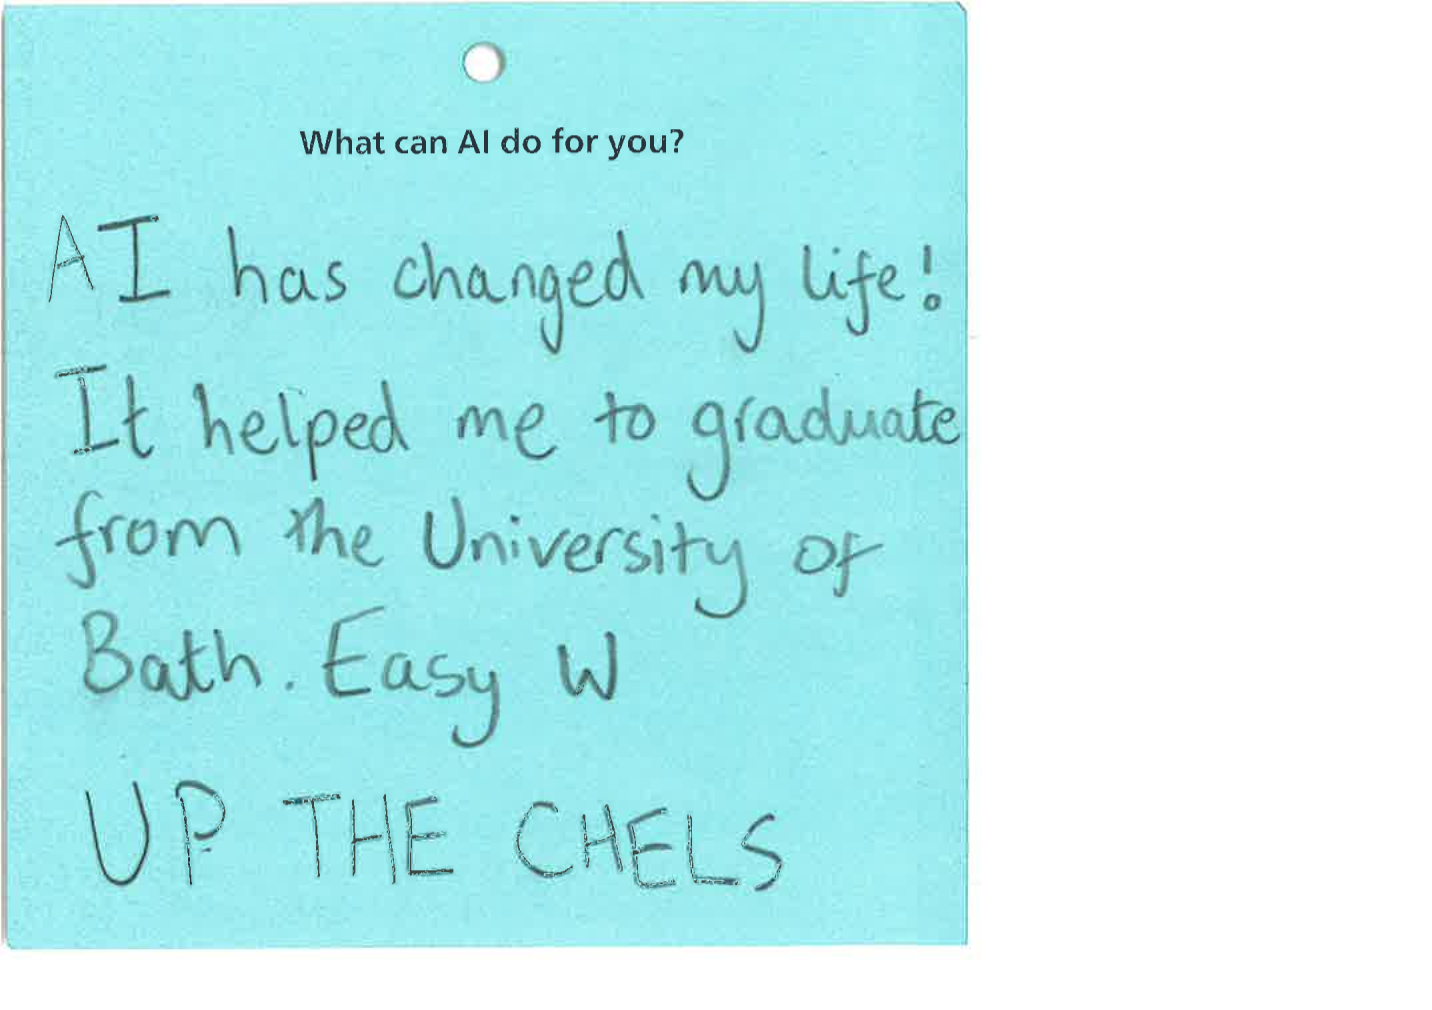 What can AI do for you?
AI has changed my life!
It helped me to graduate
from the University of
Bath. Easy W
UP THE CHELS